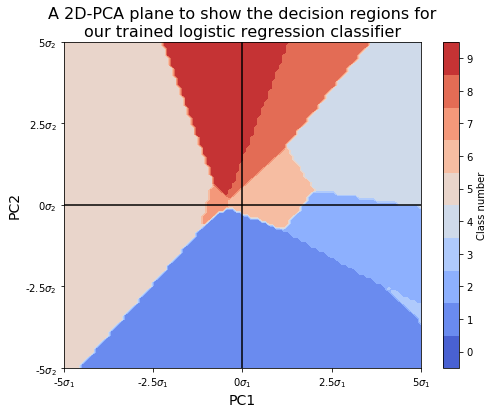 A 2D-PCA plane to show the decision regions for
our trained logistic regression classifier
5σ₂
2.5σ₂
0σ₂
-2.5σ₂
-5σ₂
PC2
-5σ₁
-2.5σ₁
0σ₁
2.5σ₁
5σ₁
PC1
9
8
7
6
5
4
3
2
1
0
Class number